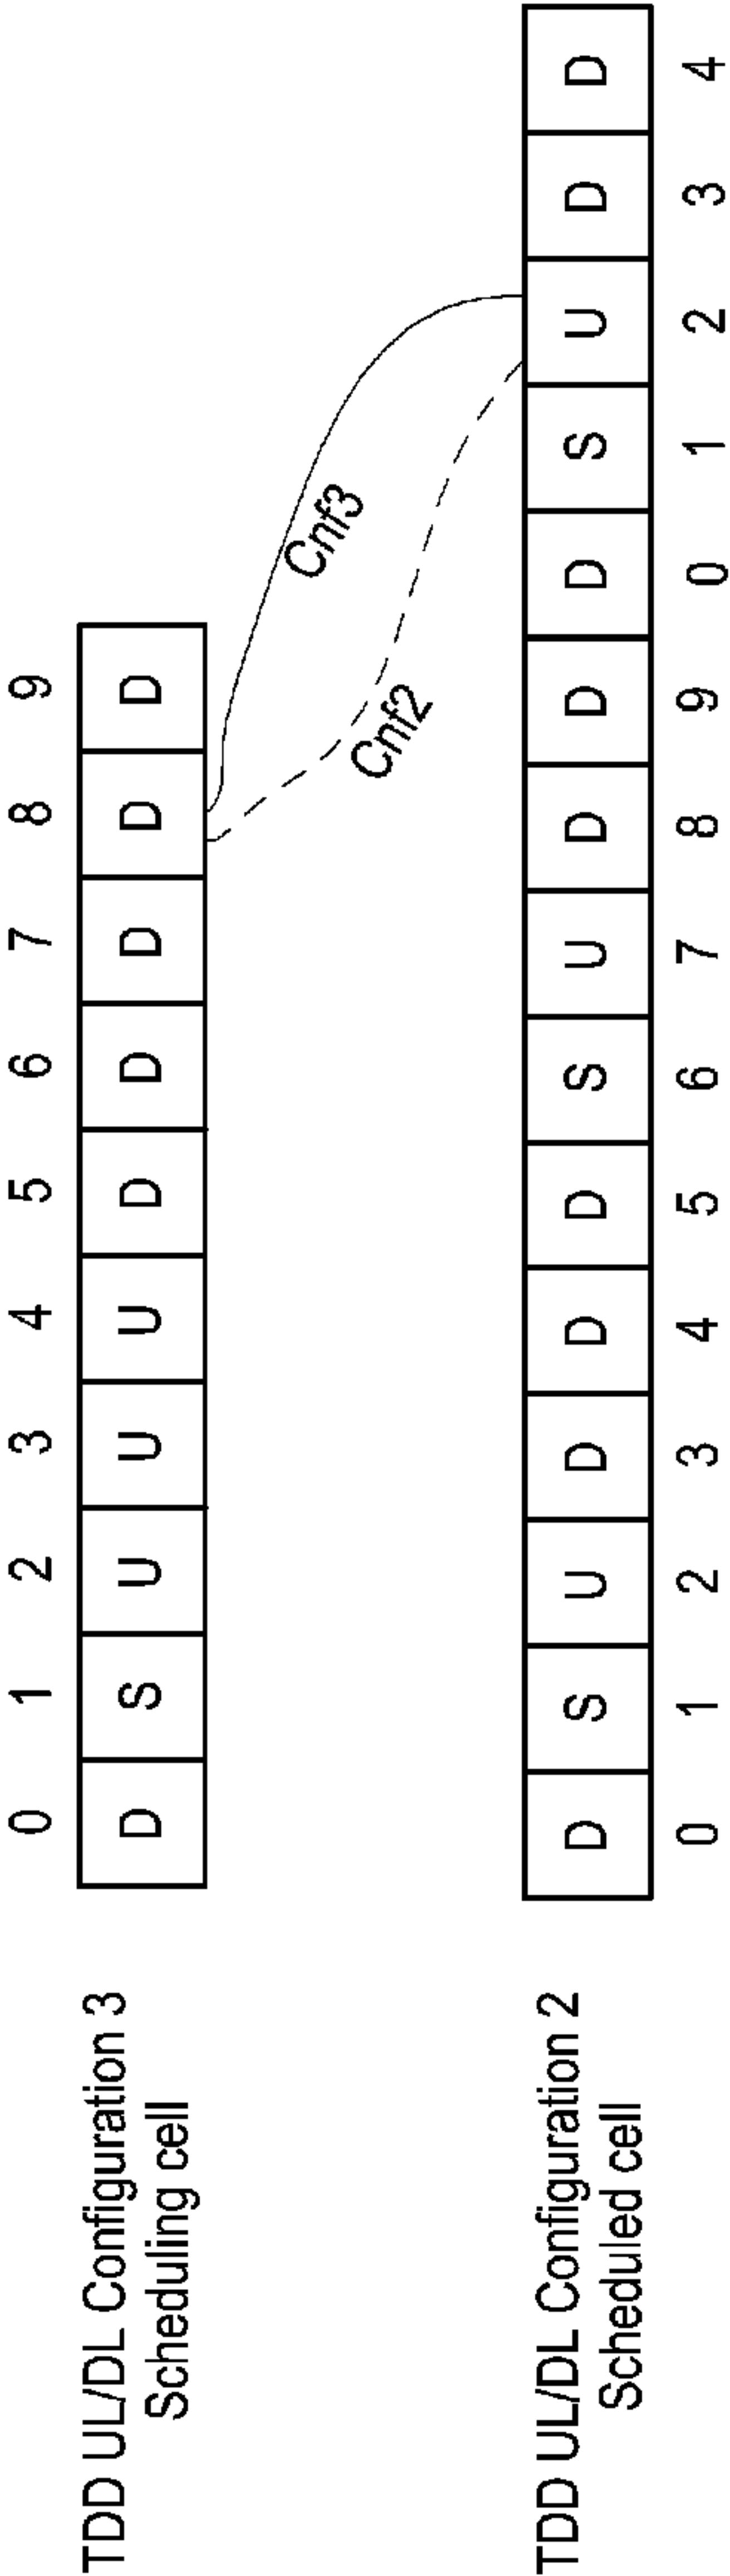 0 1 2 3 4 5 6 7 8 9
TDD UL/DL Configuration 3
Scheduling cell
D S U U U D D D D D
Cnf3
Cnf2
TDD UL/DL Configuration 2
Scheduled cell
D S U D D D S U D D D S U D D
0 1 2 3 4 5 6 7 8 9 0 1 2 3 4